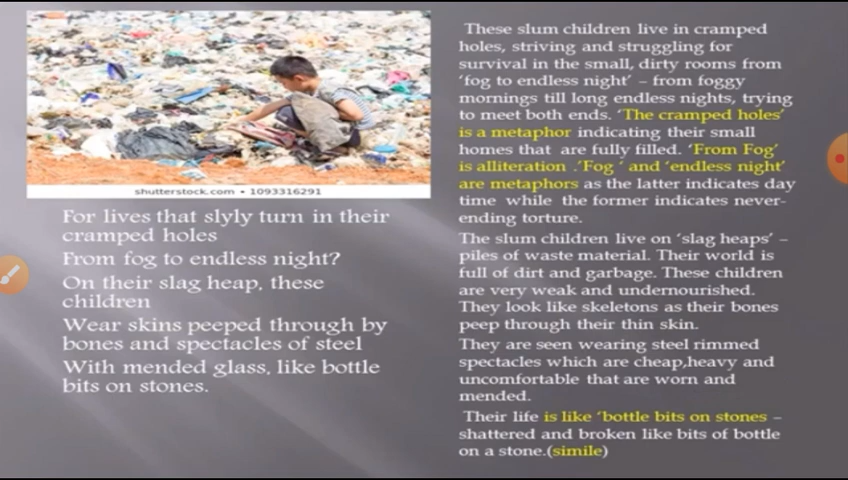 shutterstock.com • 1093316291
For lives that slyly turn in their
cramped holes
From fog to endless night?
On their slag heap, these
children
Wear skins peeped through by
bones and spectacles of steel
With mended glass, like bottle
bits on stones.
These slum children live in cramped
holes, striving and struggling for
survival in the small, dirty rooms from
‘fog to endless night’ – from foggy
mornings till long endless nights, trying
to meet both ends. ‘The cramped holes’
is a metaphor indicating their small
homes that are fully filled. ‘From Fog’
is alliteration .‘Fog ‘ and ‘endless night’
are metaphors as the latter indicates day
time while the former indicates never-
ending torture.
The slum children live on ‘slag heaps’ –
piles of waste material. Their world is
full of dirt and garbage. These children
are very weak and undernourished.
They look like skeletons as their bones
peep through their thin skin.
They are seen wearing steel rimmed
spectacles which are cheap,heavy and
uncomfortable that are worn and
mended.
Their life is like ‘bottle bits on stones –
shattered and broken like bits of bottle
on a stone.(simile)